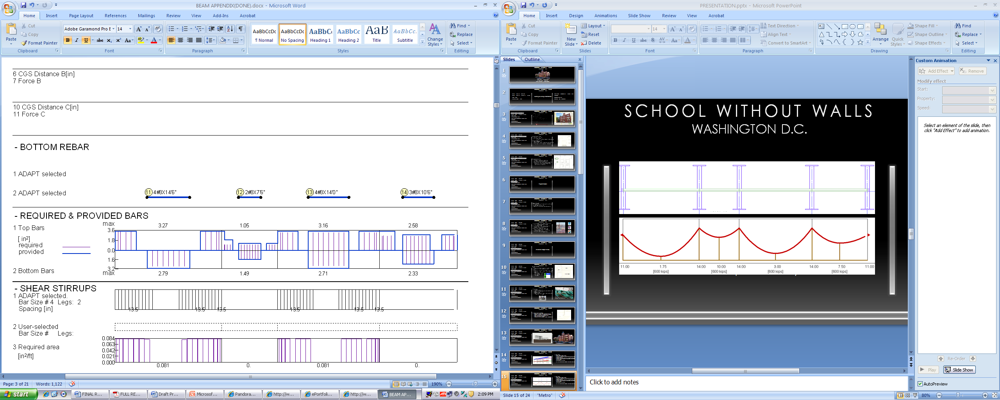 BEAM APPENDIX(DONE).docx - Microsoft Word
Home Insert Page Layout References Mailings Review View Add-Ins Acrobat
Paste
Cut
Copy
Format Painter
Clipboard
Adobe Garamond Pro E 14
Font
Paragraph
AaBbCcDc AaBbCcDc AaBbC AaBbCc AaB AaBbCc.
¶ Normal No Spacing Heading 1 Heading 2 Title Subtitle
Change Styles
Styles
Find
Replace
Select
Editing
6 CGS Distance B[in]
7 Force B
10 CGS Distance C[in]
11 Force C
- BOTTOM REBAR
1 ADAPT selected
2 ADAPT selected
11 4#8X14'6"
12 2#8X7'6"
13 4#8X14'0"
14 3#8X10'6"
- REQUIRED & PROVIDED BARS
1 Top Bars
[ in²]
required
provided
2 Bottom Bars
max 3.27 1.05 3.16 2.58
3.6
1.8
0.0
1.6
3.2
max 2.79 1.49 2.71 2.33
- SHEAR STIRRUPS
1 ADAPT selected.
Bar Size # 4 Legs: 2
Spacing [in]
13.5 13.5 13.5 13.5 13.5 13.5
2 User-selected
Bar Size # Legs:
3 Required area
[in²/ft]
0.084
0.063
0.042
0.021
0.000
0.081 0. 0.081 0.
Page: 3 of 21 Words: 1,122 190%
start FINAL R... FULL RE... Draft Pr... Microsof... Pandora... http://w... ePortfoli... http://w... BEAM AP... 2:09 PM
PRESENTATION.pptx - Microsoft PowerPoint
Home Insert Design Animations Slide Show Review View Acrobat
Paste
Cut
Copy
Format Painter
Clipboard
New Slide
Layout
Reset
Delete
Slides
14
Font
Text Direction
Align Text
Convert to SmartArt
Paragraph
Arrange
Quick Styles
Shape Fill
Shape Outline
Shape Effects
Drawing
Find
Replace
Select
Editing
Slides Outline
1
2
3
4
5
6
7
8
9
10
11
12
13
14
15
SCHOOL WITHOUT WALLS
WASHINGTON D.C.
11.00 1.75 14.00 10.00 14.00 3.00 14.00 7.50 11.00
[600 kips] [600 kips] [600 kips] [600 kips]
Click to add notes
Custom Animation
Add Effect Remove
Modify effect
Start:
Property:
Speed:
Select an element of the slide, then
click "Add Effect" to add animation.
Re-Order
Play Slide Show
AutoPreview
Slide 15 of 24 "Metro" 80%